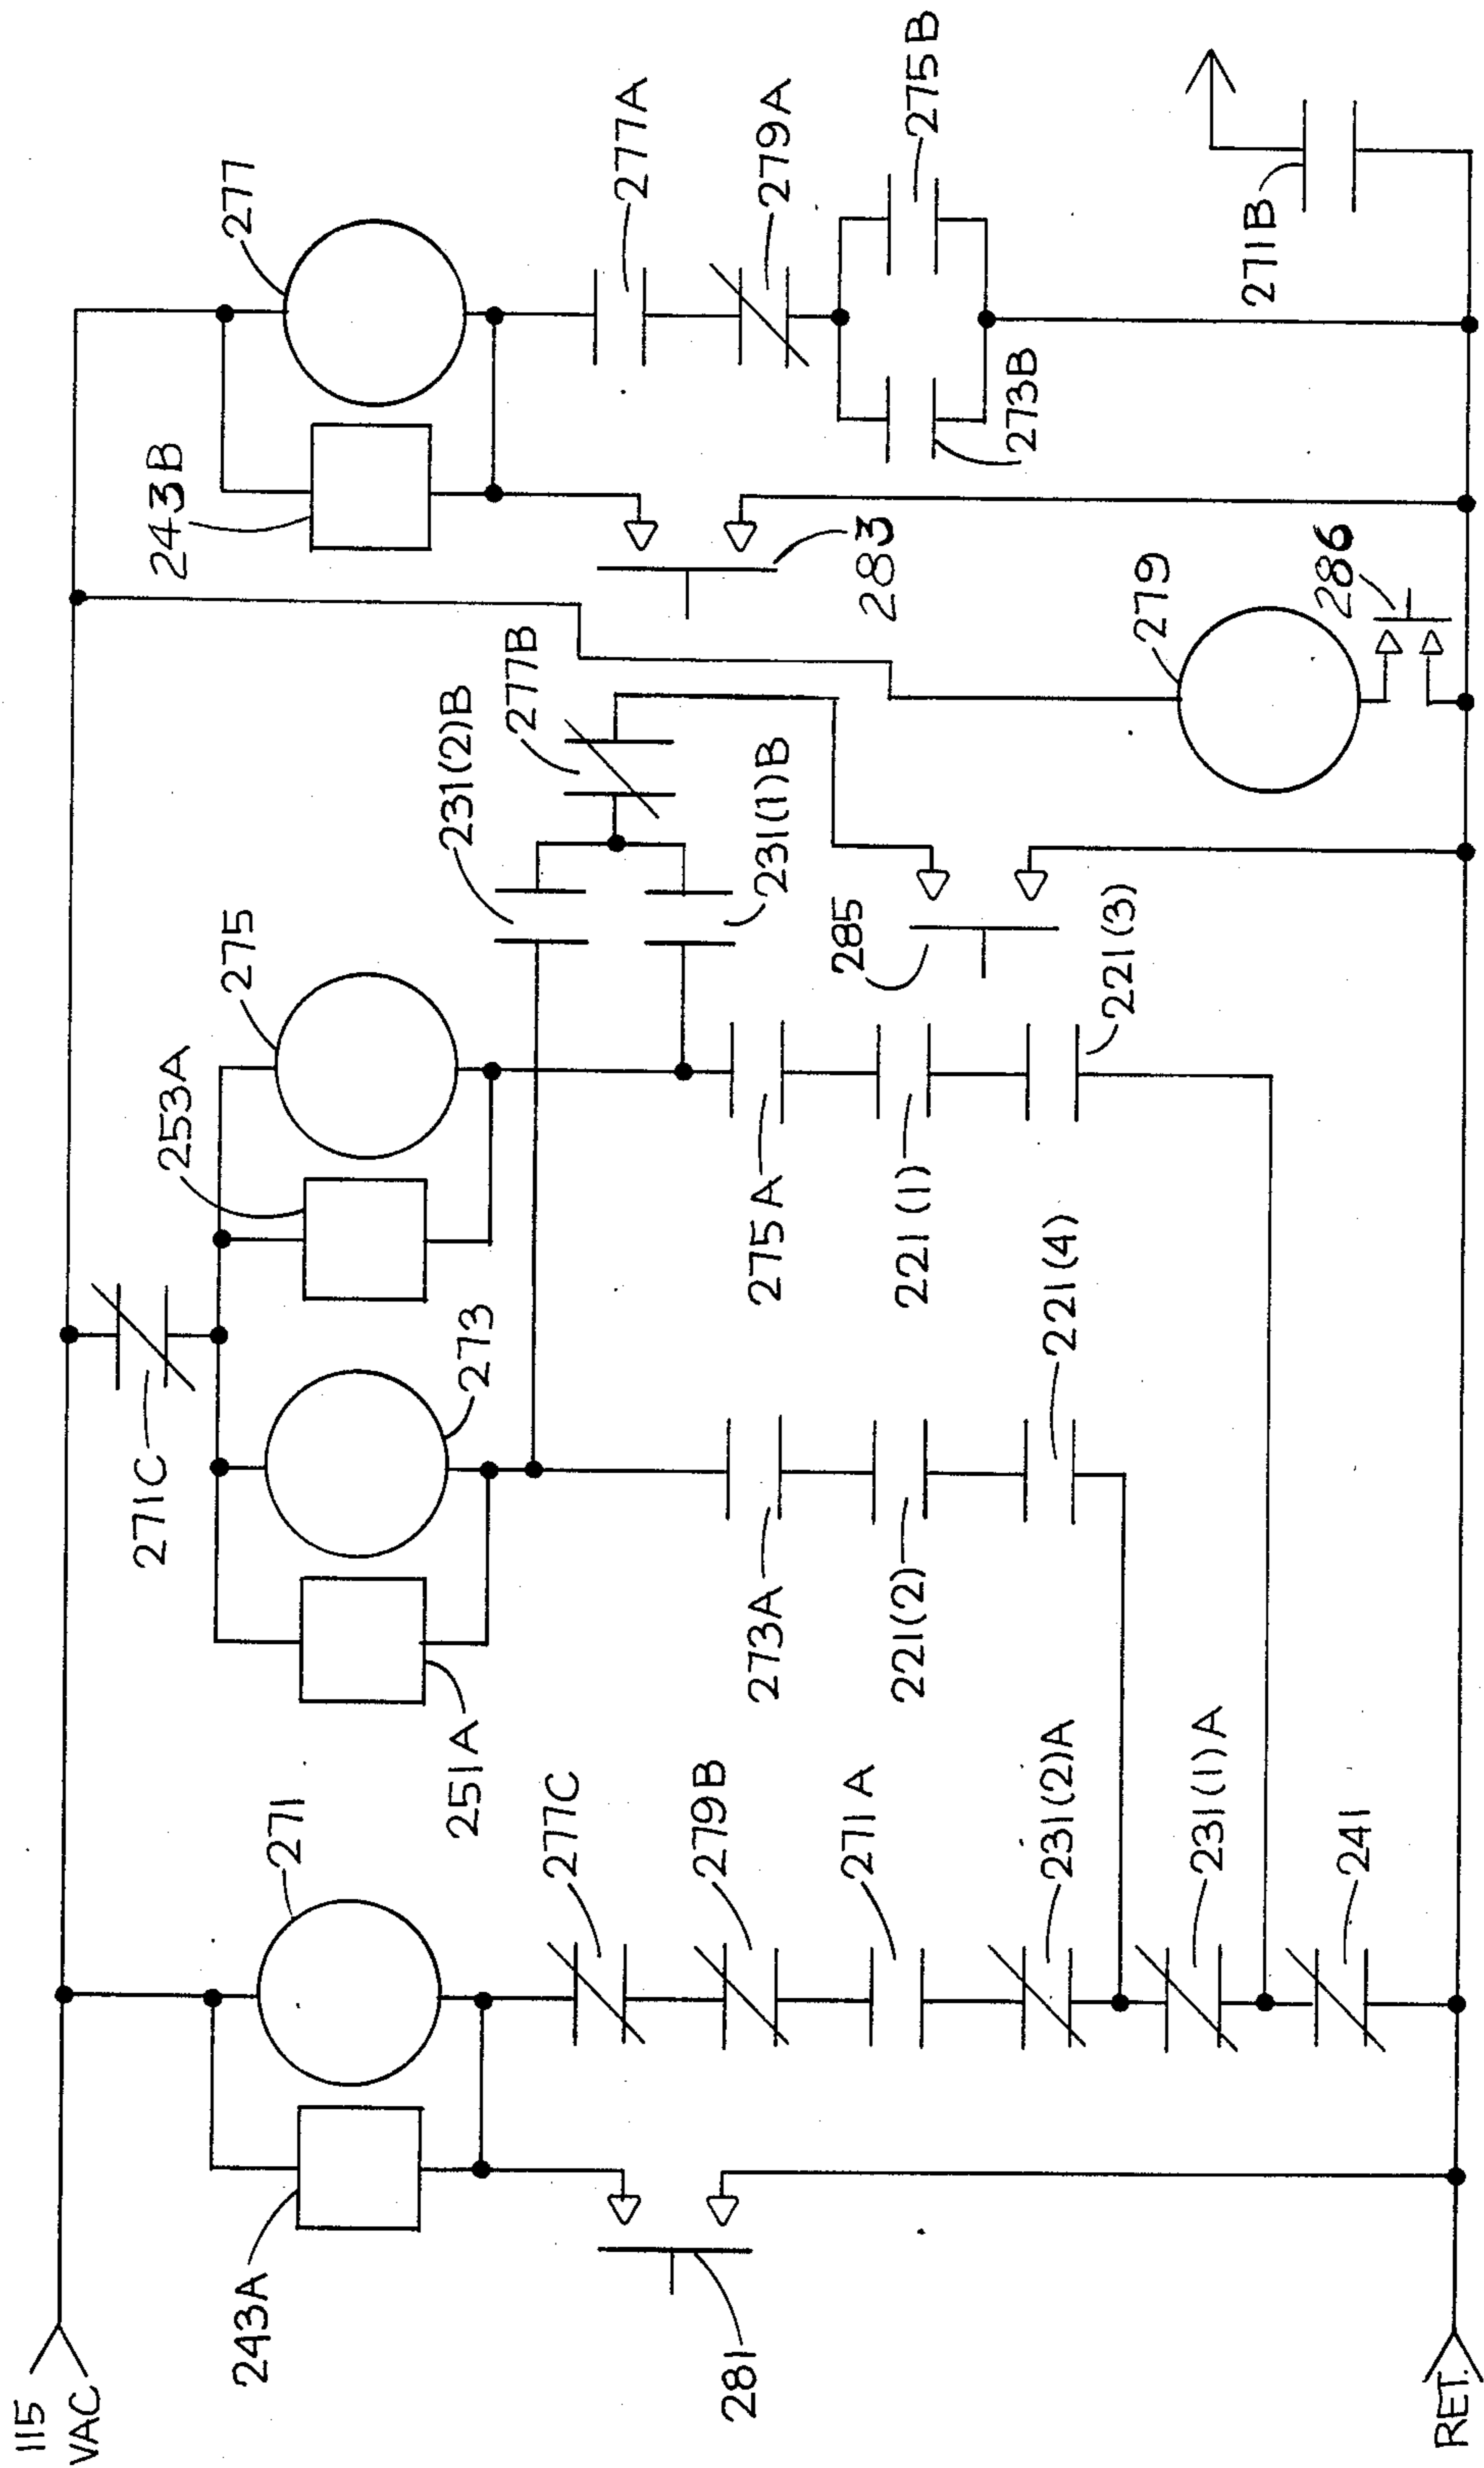 115
VAC
243A
271
281
277C
279B
271A
231(2)A
231(1)A
241
251A
271C
273
273A
221(2)
221(4)
253A
275
275A
221(1)
221(3)
231(2)B
277B
231(1)B
285
279
286
243B
277
283
277A
279A
273B
275B
271B
RET.